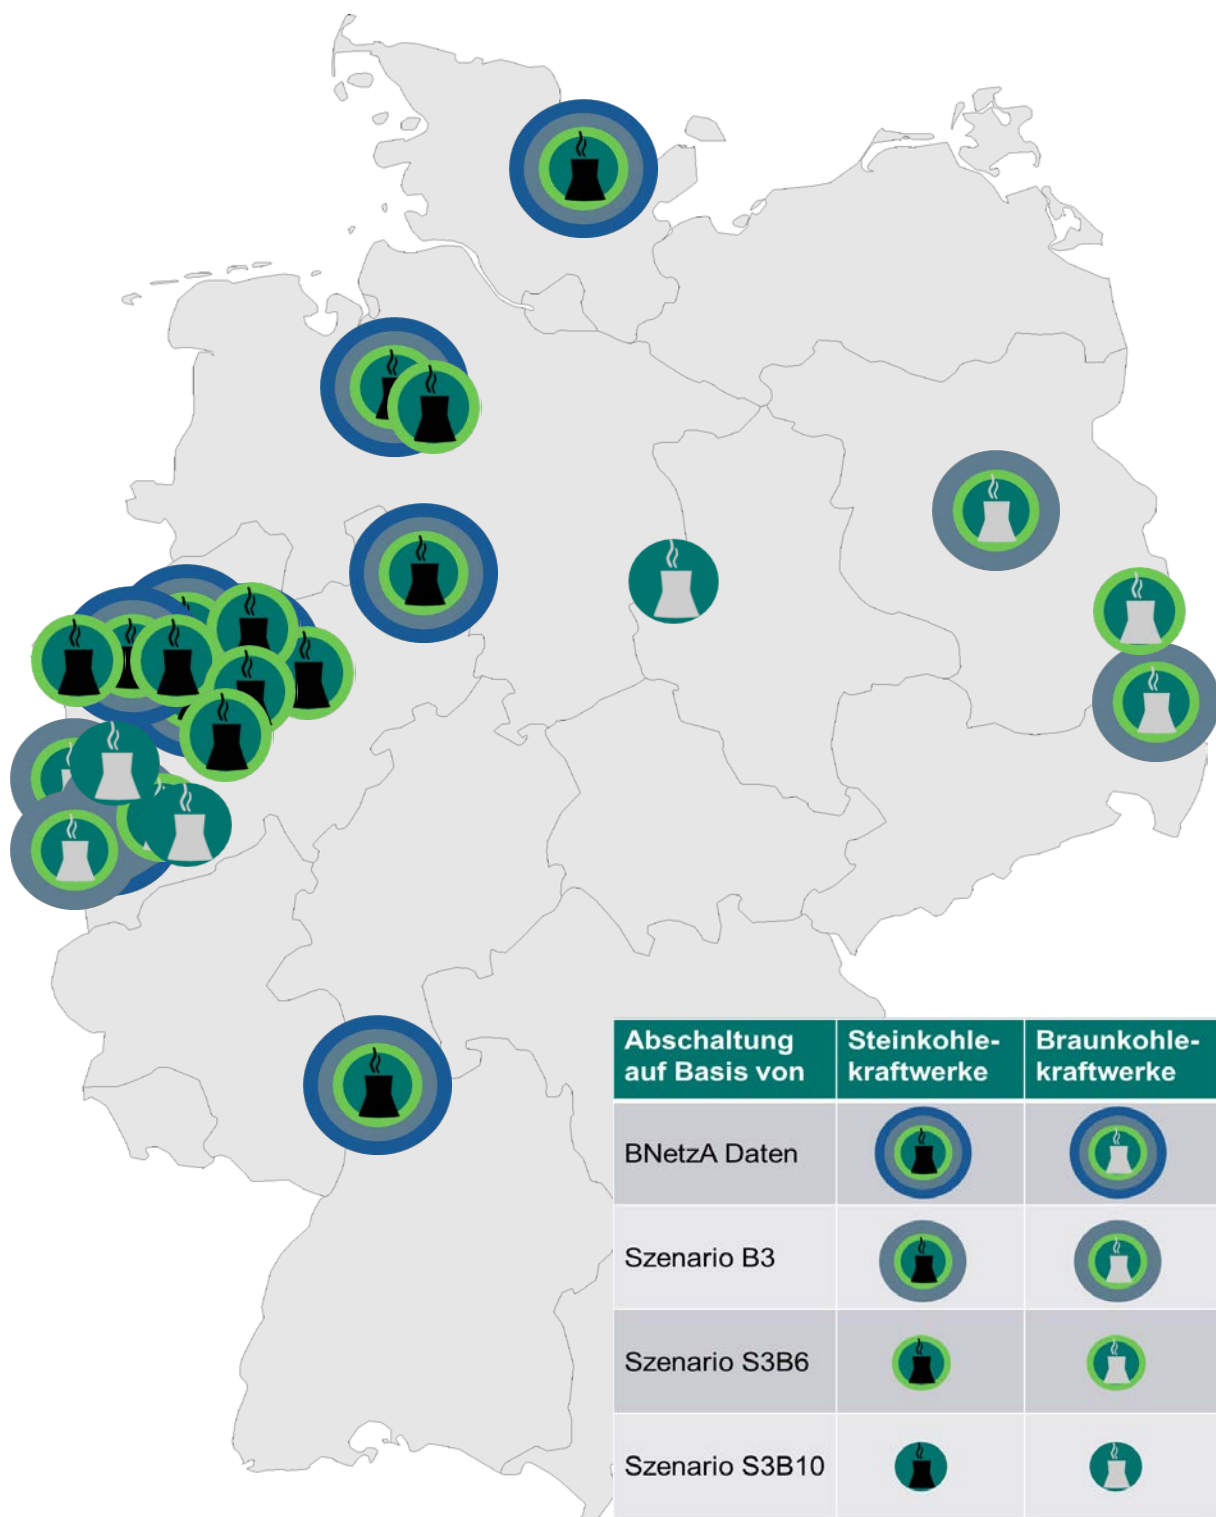 Abschaltung
auf Basis von
Steinkohle-
kraftwerke
Braunkohle-
kraftwerke
BNetzA Daten
Szenario B3
Szenario S3B6
Szenario S3B10